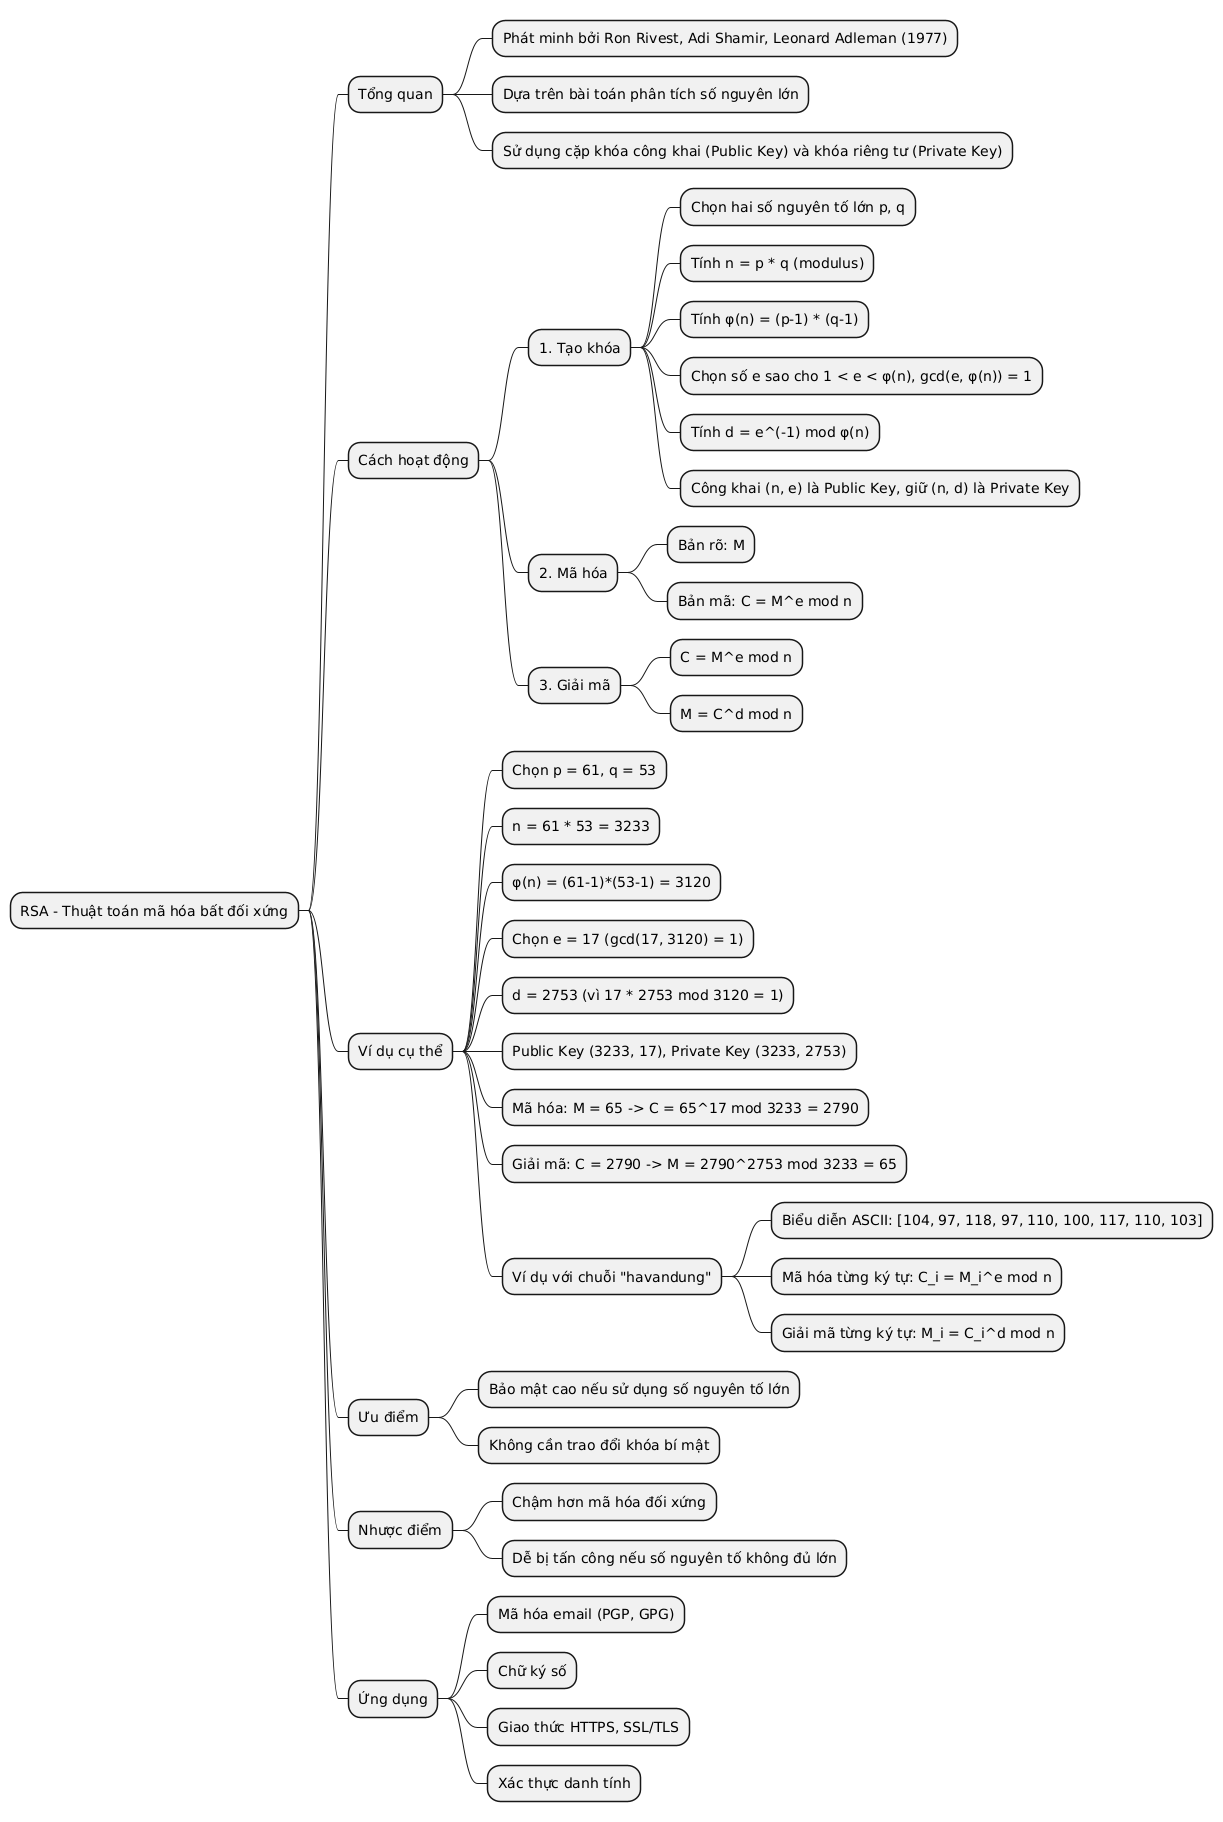 RSA - Thuật toán mã hóa bất đối xứng
Tổng quan
Phát minh bởi Ron Rivest, Adi Shamir, Leonard Adleman (1977)
Dựa trên bài toán phân tích số nguyên lớn
Sử dụng cặp khóa công khai (Public Key) và khóa riêng tư (Private Key)
Cách hoạt động
1. Tạo khóa
Chọn hai số nguyên tố lớn p, q
Tính n = p * q (modulus)
Tính φ(n) = (p-1) * (q-1)
Chọn số e sao cho 1 < e < φ(n), gcd(e, φ(n)) = 1
Tính d = e^(-1) mod φ(n)
Công khai (n, e) là Public Key, giữ (n, d) là Private Key
2. Mã hóa
Bản rõ: M
Bản mã: C = M^e mod n
3. Giải mã
C = M^e mod n
M = C^d mod n
Ví dụ cụ thể
Chọn p = 61, q = 53
n = 61 * 53 = 3233
φ(n) = (61-1)*(53-1) = 3120
Chọn e = 17 (gcd(17, 3120) = 1)
d = 2753 (vì 17 * 2753 mod 3120 = 1)
Public Key (3233, 17), Private Key (3233, 2753)
Mã hóa: M = 65 -> C = 65^17 mod 3233 = 2790
Giải mã: C = 2790 -> M = 2790^2753 mod 3233 = 65
Ví dụ với chuỗi "havandung"
Biểu diễn ASCII: [104, 97, 118, 97, 110, 100, 117, 110, 103]
Mã hóa từng ký tự: C_i = M_i^e mod n
Giải mã từng ký tự: M_i = C_i^d mod n
Ưu điểm
Bảo mật cao nếu sử dụng số nguyên tố lớn
Không cần trao đổi khóa bí mật
Nhược điểm
Chậm hơn mã hóa đối xứng
Dễ bị tấn công nếu số nguyên tố không đủ lớn
Ứng dụng
Mã hóa email (PGP, GPG)
Chữ ký số
Giao thức HTTPS, SSL/TLS
Xác thực danh tính